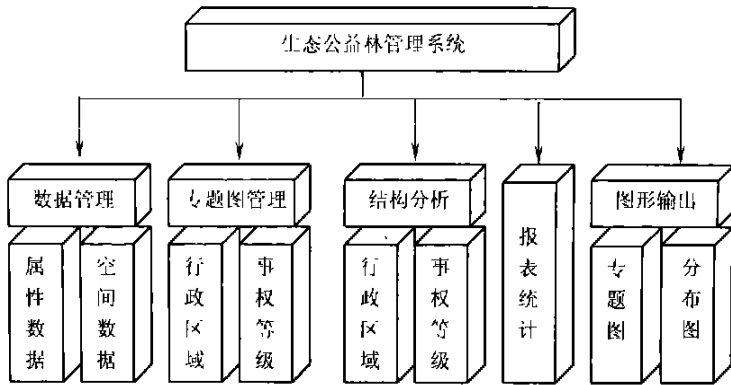 生态公益林管理系统
数据管理
专题图管理
结构分析
报表统计
图形输出
属性数据
空间数据
行政区域
事权等级
行政区域
事权等级
专题图
分布图